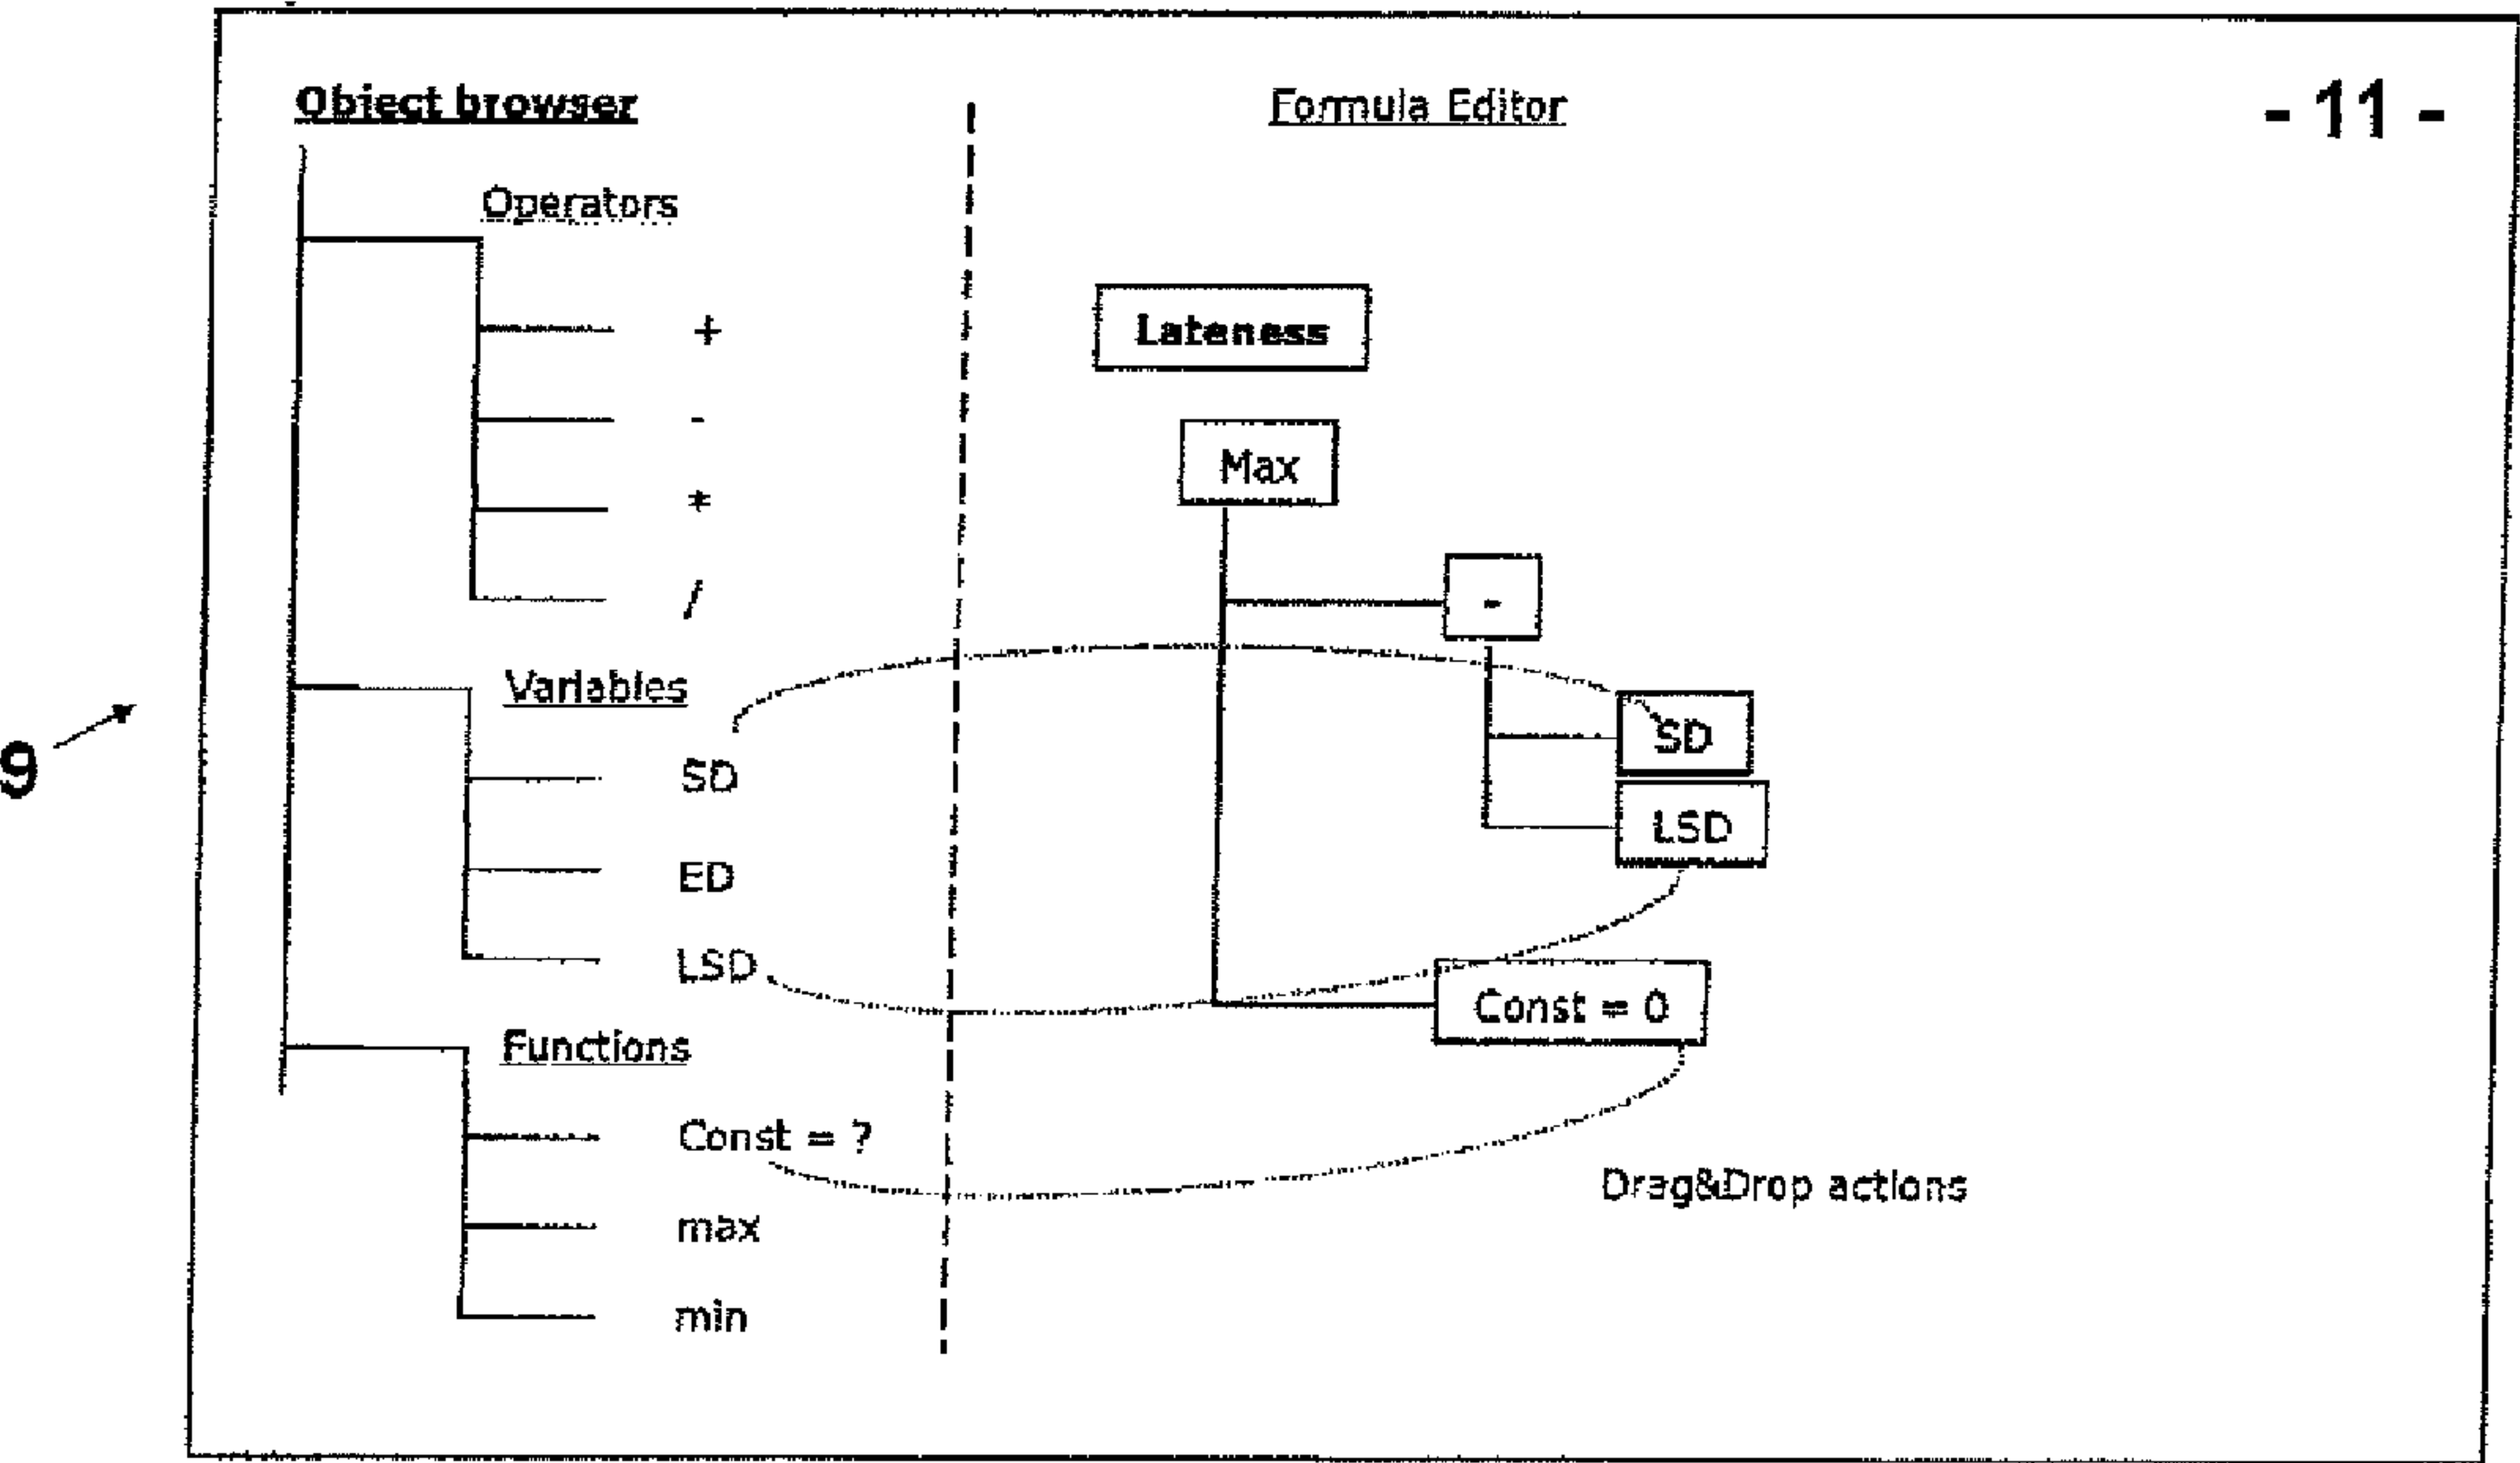 Object browser
Formula Editor
- 11 -
Operators
+
-
*
/
Variables
SD
ED
LSD
Functions
Const = ?
max
min
Lateness
Max
-
SD
LSD
Const = 0
Drag&Drop actions
9